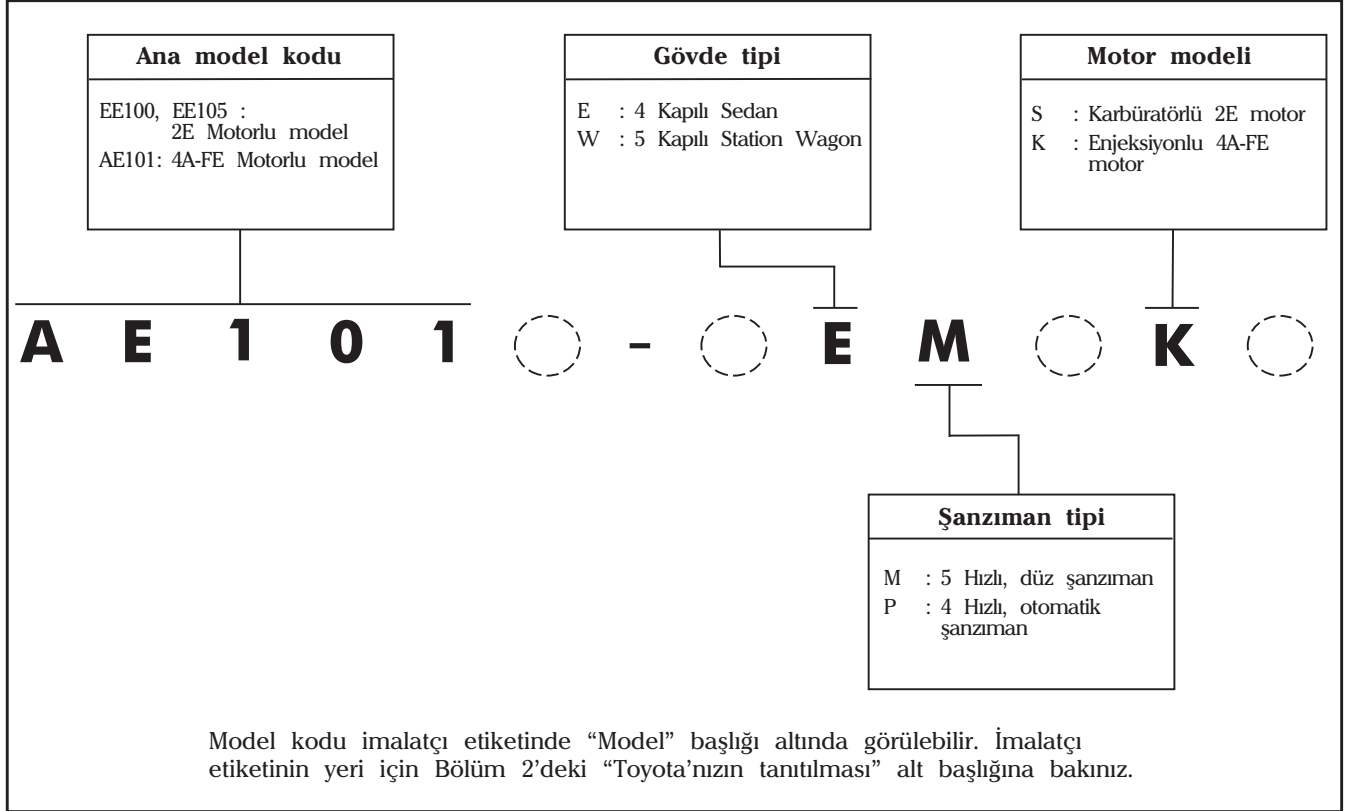 Ana model kodu
EE100, EE105 :
2E Motorlu model
AE101: 4A-FE Motorlu model
Gövde tipi
E : 4 Kapılı Sedan
W : 5 Kapılı Station Wagon
Motor modeli
S : Karbüratörlü 2E motor
K : Enjeksiyonlu 4A-FE
motor
A E 1 0 1 - E M K
Şanzıman tipi
M : 5 Hızlı, düz şanzıman
P : 4 Hızlı, otomatik
şanzıman
Model kodu imalatçı etiketinde “Model” başlığı altında görülebilir. İmalatçı
etiketinin yeri için Bölüm 2’deki “Toyota’nızın tanıtılması” alt başlığına bakınız.